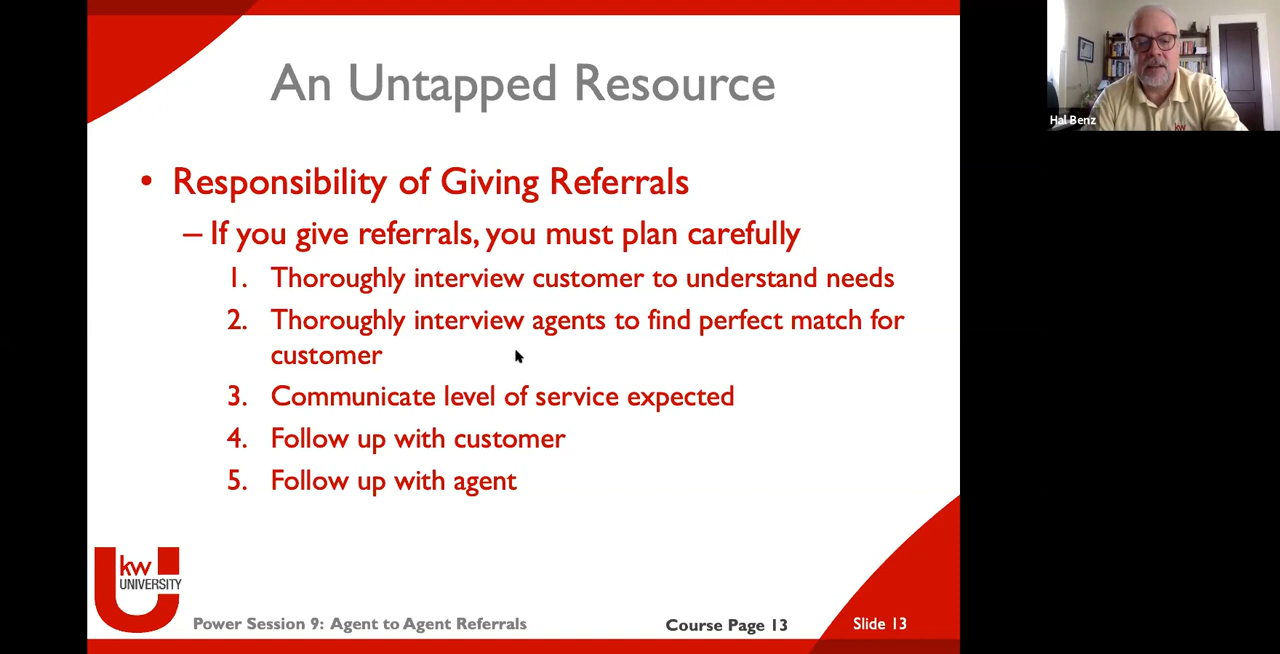 An Untapped Resource
• Responsibility of Giving Referrals
– If you give referrals, you must plan carefully
1. Thoroughly interview customer to understand needs
2. Thoroughly interview agents to find perfect match for
customer
3. Communicate level of service expected
4. Follow up with customer
5. Follow up with agent
kw
UNIVERSITY
Power Session 9: Agent to Agent Referrals
Course Page 13
Slide 13
Hal Benz
kw